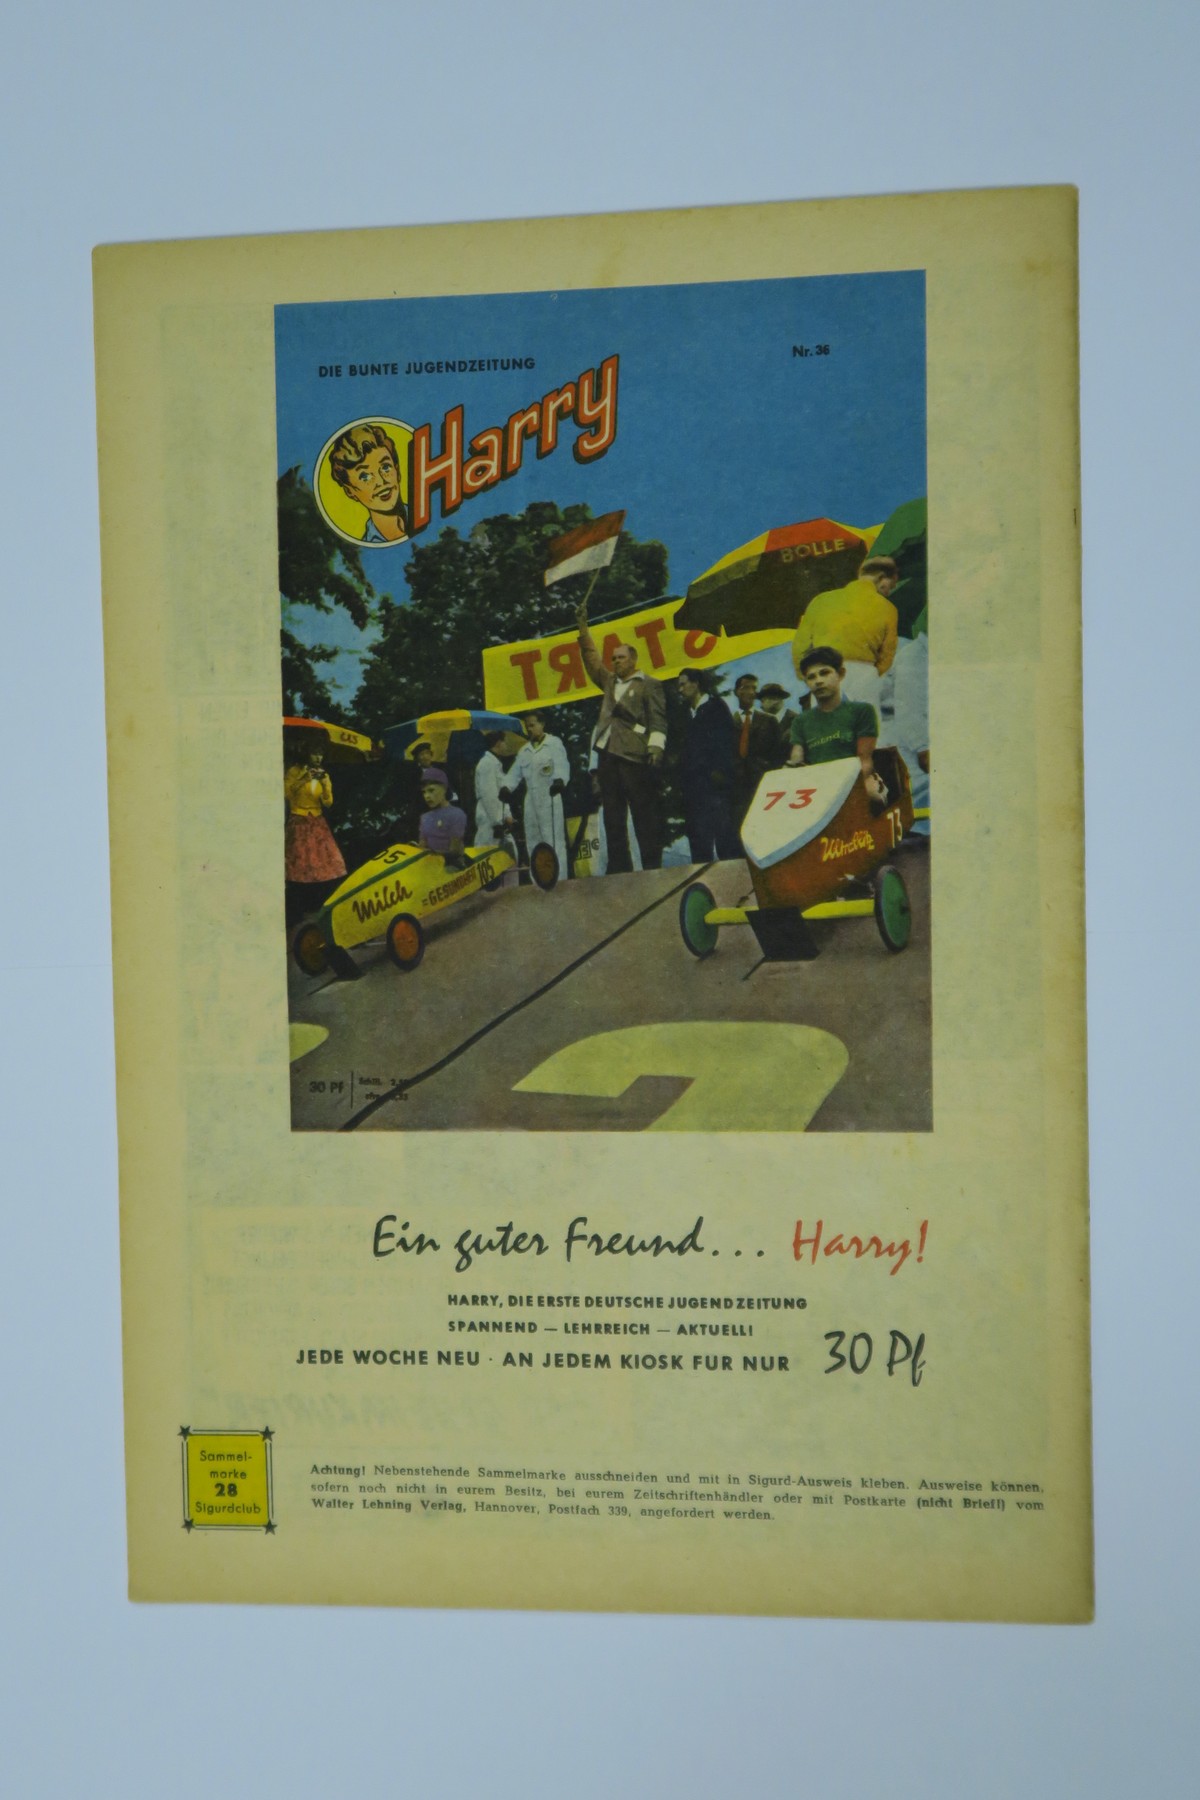 DIE BUNTE JUGENDZEITUNG
Nr. 36
Harry
BOLLE
START
73
Ultrablitz 73
Milch
= GESUNDHEIT 105
30 Pf
Ein guter Freund... Harry!
HARRY, DIE ERSTE DEUTSCHE JUGENDZEITUNG
SPANNEND — LEHRREICH — AKTUELL!
JEDE WOCHE NEU · AN JEDEM KIOSK FUR NUR 30 Pf
Sammel-
marke
28
Sigurdclub
Achtung! Nebenstehende Sammelmarke ausschneiden und mit in Sigurd-Ausweis kleben. Ausweise können,
sofern noch nicht in eurem Besitz, bei eurem Zeitschriftenhändler oder mit Postkarte (nicht Brief!) vom
Walter Lehning Verlag, Hannover, Postfach 339, angefordert werden.